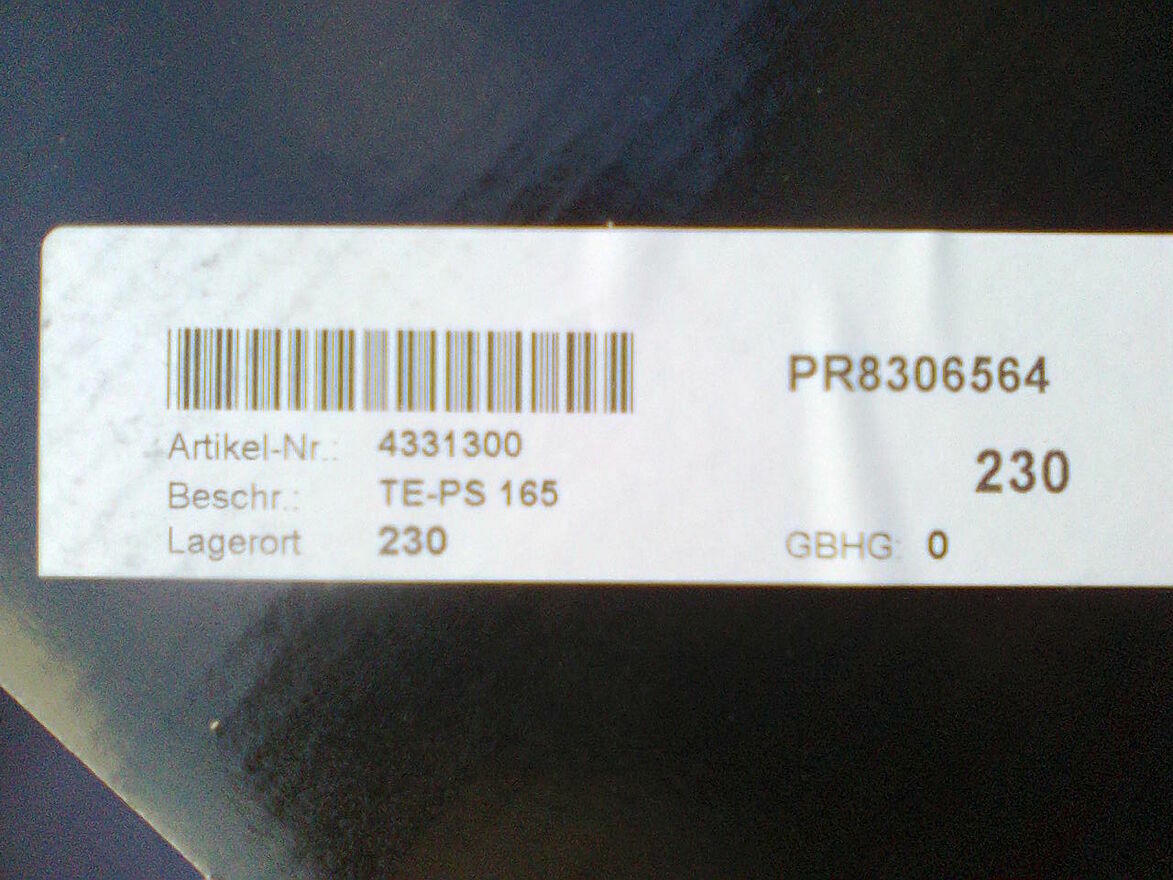 PR8306564
Artikel-Nr.: 4331300
Beschr.: TE-PS 165
230
Lagerort 230
GBHG: 0